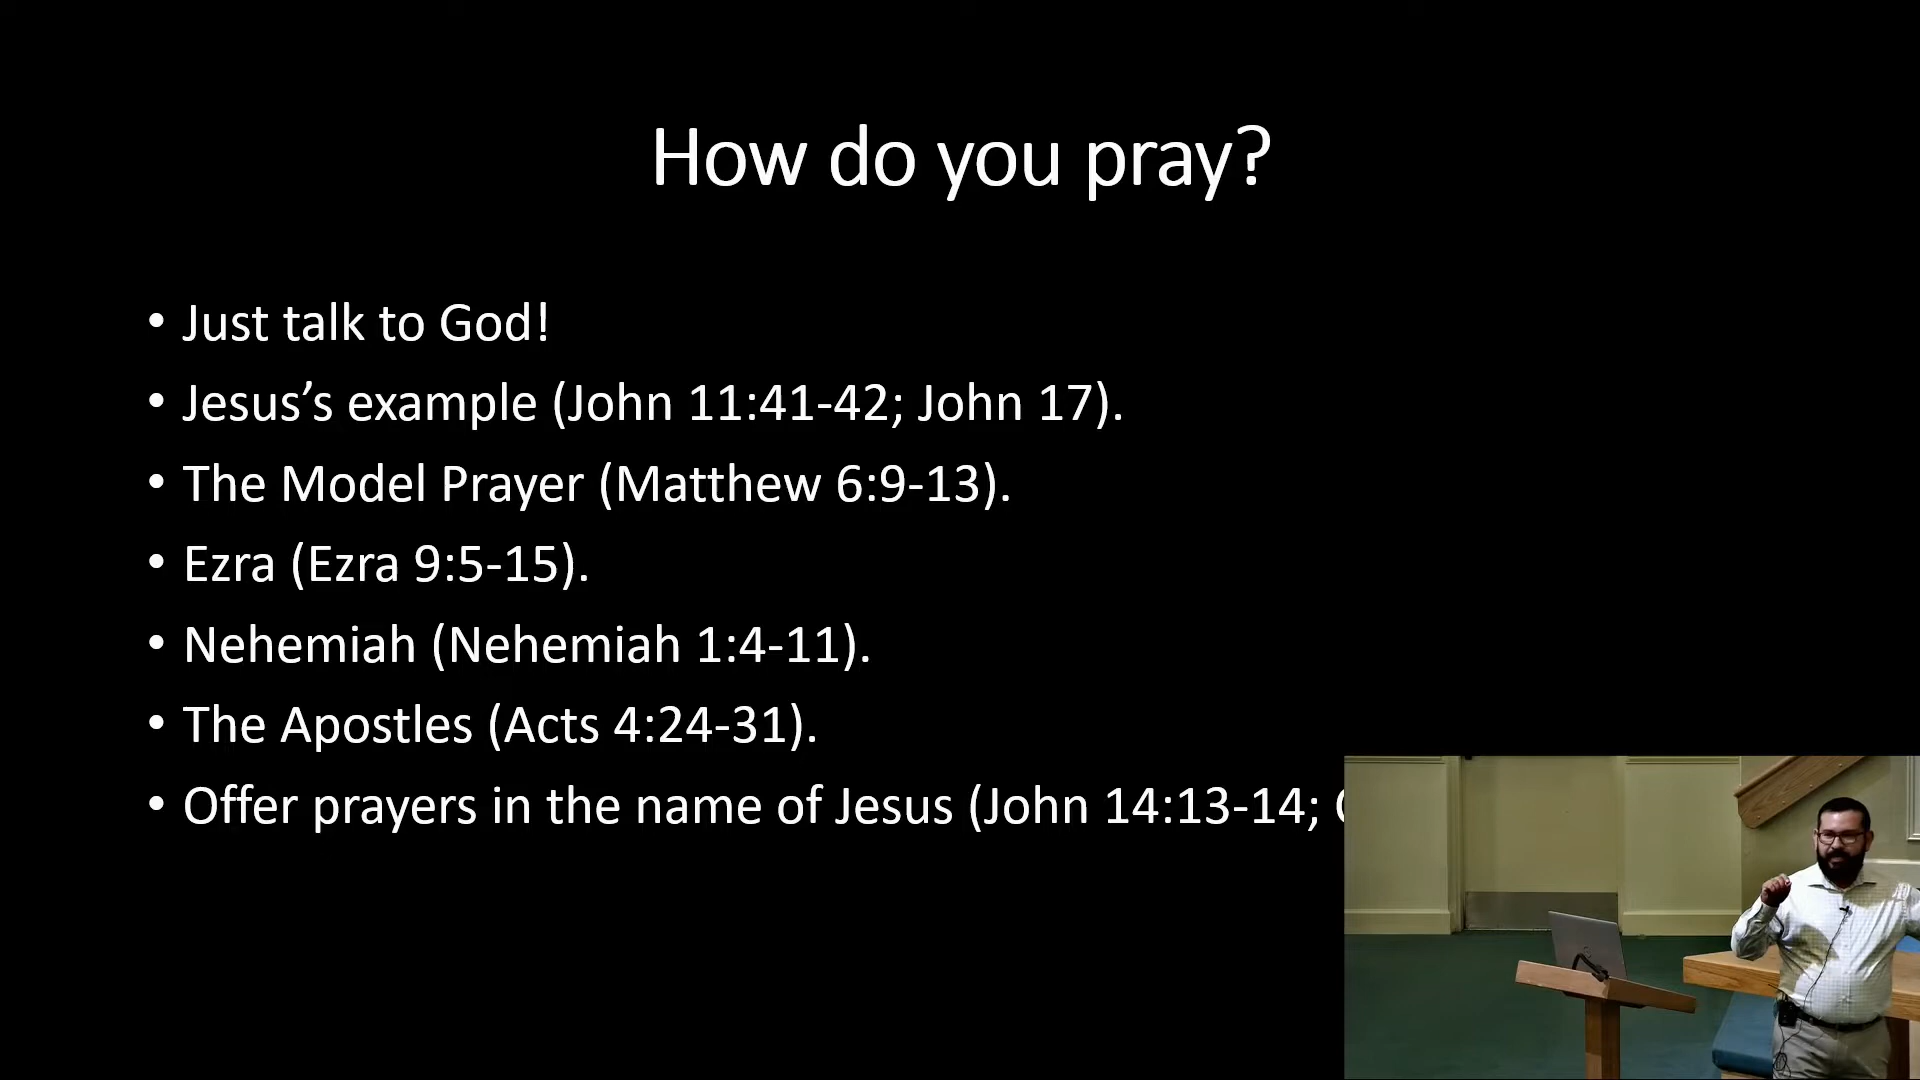 How do you pray?
• Just talk to God!
• Jesus’s example (John 11:41-42; John 17).
• The Model Prayer (Matthew 6:9-13).
• Ezra (Ezra 9:5-15).
• Nehemiah (Nehemiah 1:4-11).
• The Apostles (Acts 4:24-31).
• Offer prayers in the name of Jesus (John 14:13-14;